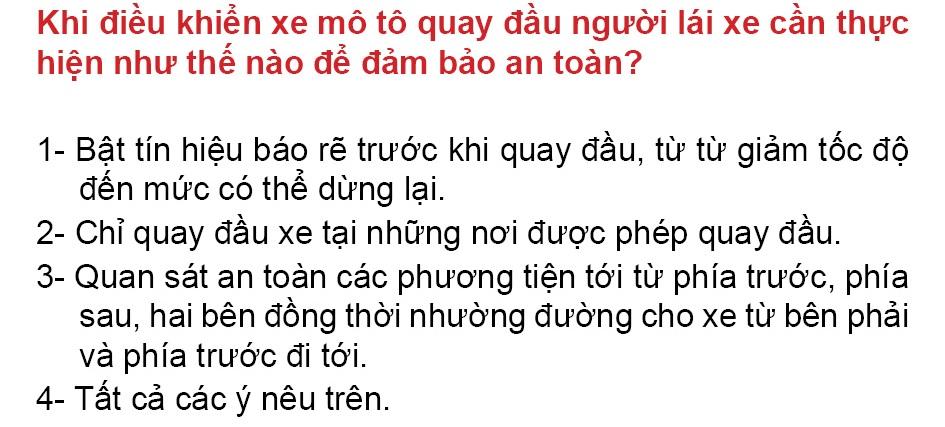 Khi điều khiển xe mô tô quay đầu người lái xe cần thực
hiện như thế nào để đảm bảo an toàn?
1- Bật tín hiệu báo rẽ trước khi quay đầu, từ từ giảm tốc độ
đến mức có thể dừng lại.
2- Chỉ quay đầu xe tại những nơi được phép quay đầu.
3- Quan sát an toàn các phương tiện tới từ phía trước, phía
sau, hai bên đồng thời nhường đường cho xe từ bên phải
và phía trước đi tới.
4- Tất cả các ý nêu trên.